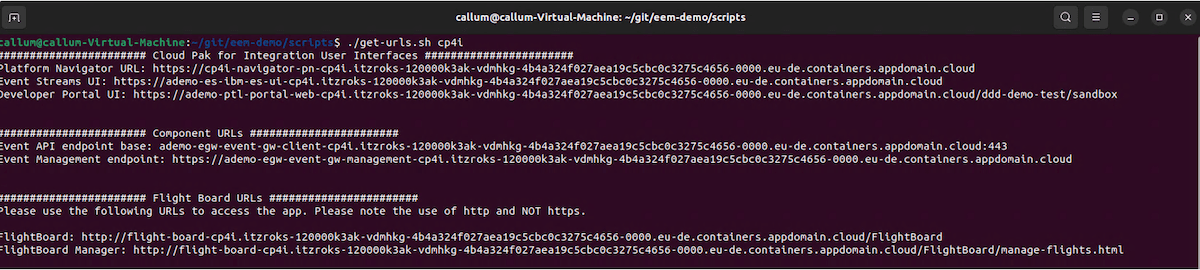 callum@callum-Virtual-Machine: ~/git/eem-demo/scripts
callum@callum-Virtual-Machine:~/git/eem-demo/scripts$ ./get-urls.sh cp4i
####################### Cloud Pak for Integration User Interfaces #######################
Platform Navigator URL: https://cp4i-navigator-pn-cp4i.itzroks-120000k3ak-vdmhkg-4b4a324f027aea19c5cbc0c3275c4656-0000.eu-de.containers.appdomain.cloud
Event Streams UI: https://ademo-es-ibm-es-ui-cp4i.itzroks-120000k3ak-vdmhkg-4b4a324f027aea19c5cbc0c3275c4656-0000.eu-de.containers.appdomain.cloud
Developer Portal UI: https://ademo-ptl-portal-web-cp4i.itzroks-120000k3ak-vdmhkg-4b4a324f027aea19c5cbc0c3275c4656-0000.eu-de.containers.appdomain.cloud/ddd-demo-test/sandbox
####################### Component URLs #######################
Event API endpoint base: ademo-egw-event-gw-client-cp4i.itzroks-120000k3ak-vdmhkg-4b4a324f027aea19c5cbc0c3275c4656-0000.eu-de.containers.appdomain.cloud:443
Event Management endpoint: https://ademo-egw-event-gw-management-cp4i.itzroks-120000k3ak-vdmhkg-4b4a324f027aea19c5cbc0c3275c4656-0000.eu-de.containers.appdomain.cloud
####################### Flight Board URLs #######################
Please use the following URLs to access the app. Please note the use of http and NOT https.
FlightBoard: http://flight-board-cp4i.itzroks-120000k3ak-vdmhkg-4b4a324f027aea19c5cbc0c3275c4656-0000.eu-de.containers.appdomain.cloud/FlightBoard
FlightBoard Manager: http://flight-board-cp4i.itzroks-120000k3ak-vdmhkg-4b4a324f027aea19c5cbc0c3275c4656-0000.eu-de.containers.appdomain.cloud/FlightBoard/manage-flights.html